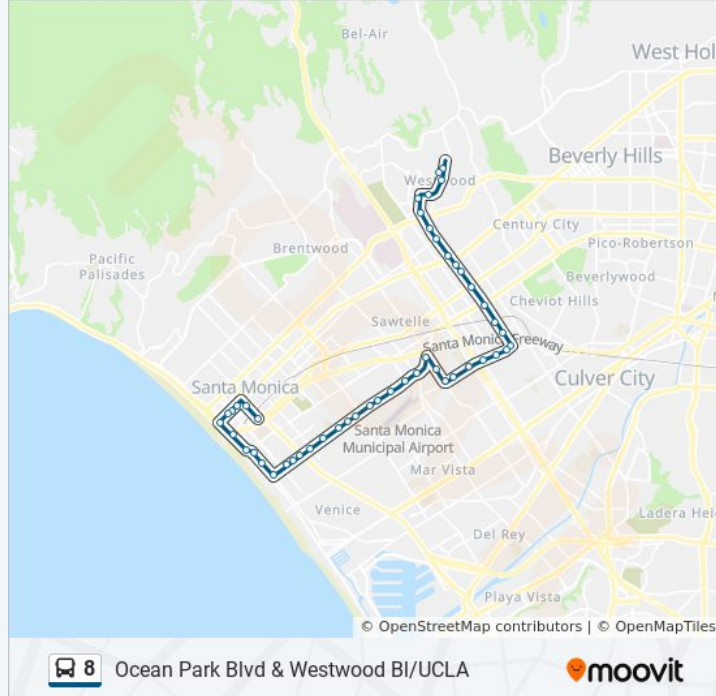 Bel-Air
West Hol
Beverly Hills
Westwood
Century City
Pico-Robertson
Brentwood
Pacific
Palisades
Beverlywood
Cheviot Hills
Sawtelle
Santa Monica Freeway
Culver City
Santa Monica
Santa Monica
Municipal Airport
Mar Vista
Venice
Ladera Hei
Del Rey
Playa Vista
© OpenStreetMap contributors | © OpenMapTiles
8 Ocean Park Blvd & Westwood Bl/UCLA
moovit